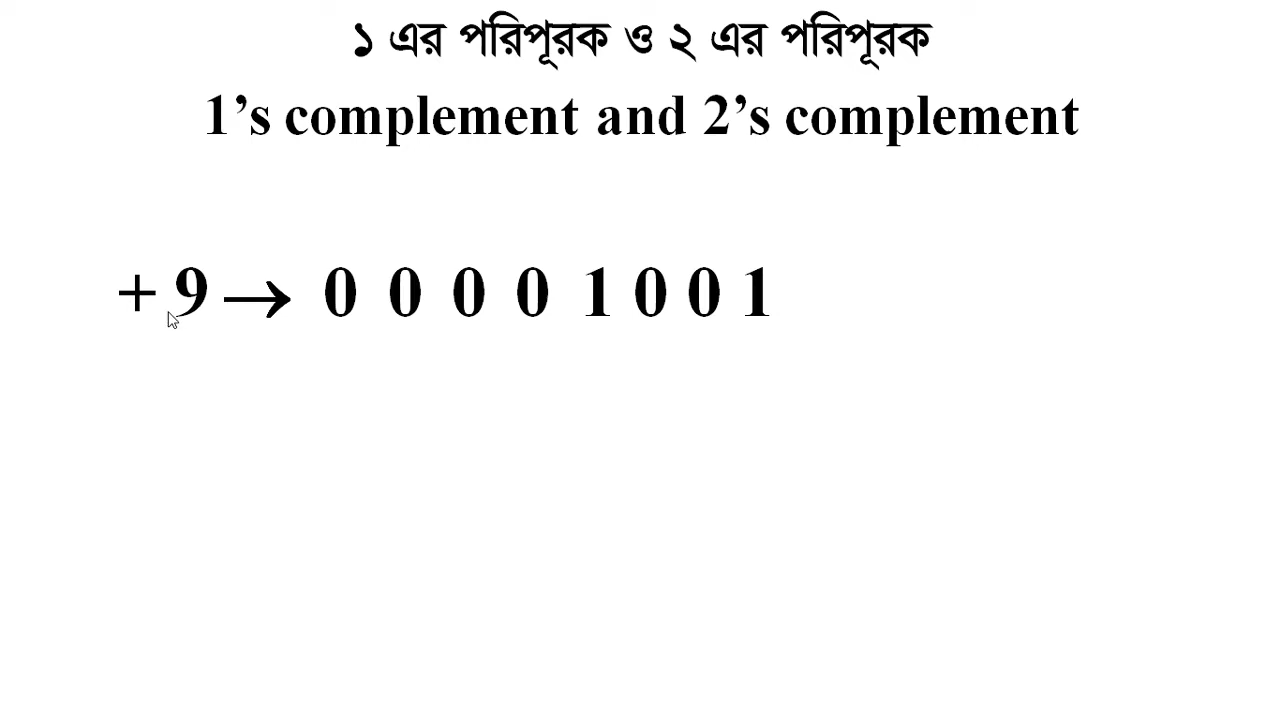 ১ এর পরিপূরক ও ২ এর পরিপূরক
1’s complement and 2’s complement
+ 9 → 0 0 0 0 1 0 0 1